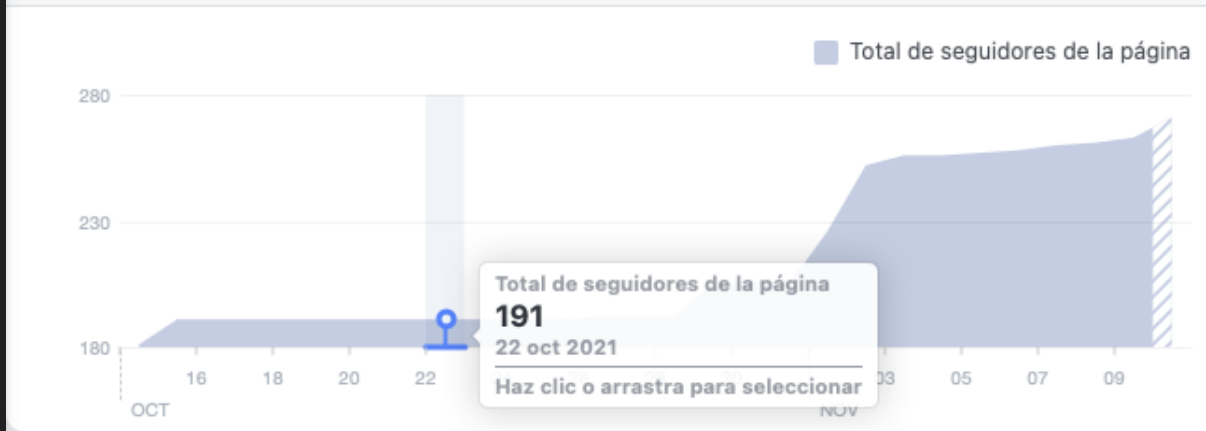 Total de seguidores de la página
280
230
Total de seguidores de la página
191
22 oct 2021
Haz clic o arrastra para seleccionar
180
16 18 20 22 03 05 07 09
OCT NOV